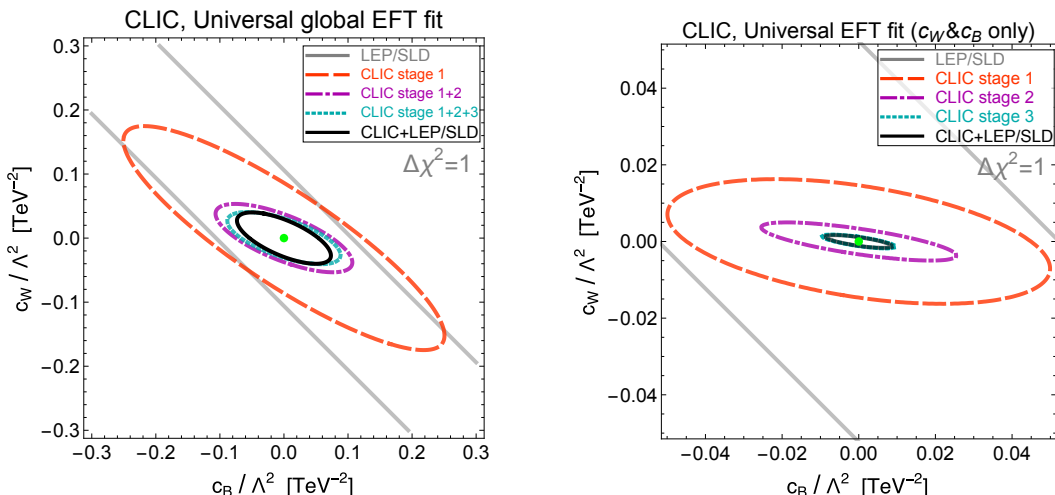 CLIC, Universal global EFT fit
LEP/SLD
CLIC stage 1
CLIC stage 1+2
CLIC stage 1+2+3
CLIC+LEP/SLD
Δχ²=1
0.3
0.2
0.1
0.0
−0.1
−0.2
−0.3
c_W / Λ² [TeV⁻²]
−0.3 −0.2 −0.1 0.0 0.1 0.2 0.3
c_B / Λ² [TeV⁻²]
CLIC, Universal EFT fit (c_W&c_B only)
LEP/SLD
CLIC stage 1
CLIC stage 2
CLIC stage 3
CLIC+LEP/SLD
Δχ²=1
0.04
0.02
0.00
−0.02
−0.04
c_W / Λ² [TeV⁻²]
−0.04 −0.02 0.00 0.02 0.04
c_B / Λ² [TeV⁻²]